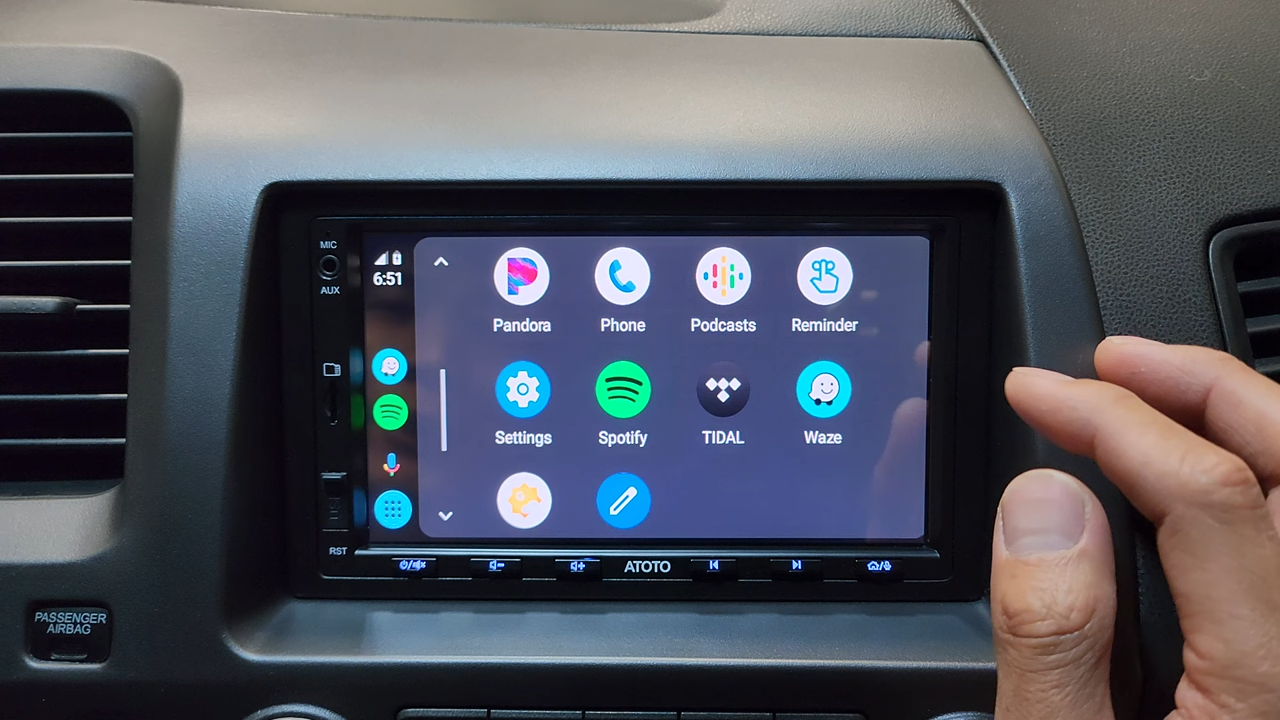 MIC
AUX
RST
6:51
Pandora
Phone
Podcasts
Reminder
Settings
Spotify
TIDAL
Waze
ATOTO
PASSENGER
AIRBAG